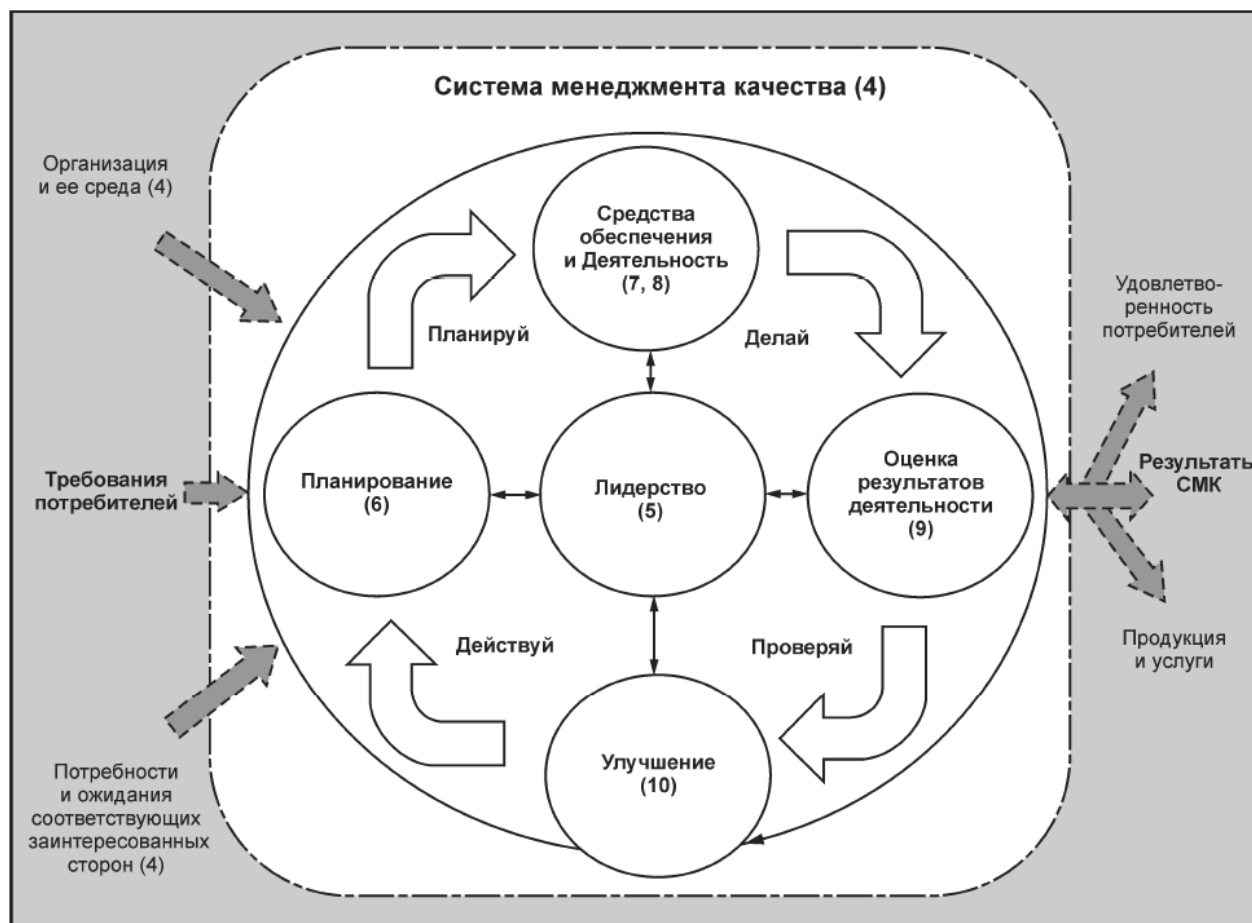 Система менеджмента качества (4)
Организация
и ее среда (4)
Средства
обеспечения
и Деятельность
(7, 8)
Планируй
Делай
Удовлетво-
ренность
потребителей
Требования
потребителей
Планирование
(6)
Лидерство
(5)
Оценка
результатов
деятельности
(9)
Результаты
СМК
Действуй
Проверяй
Продукция
и услуги
Улучшение
(10)
Потребности
и ожидания
соответствующих
заинтересованных
сторон (4)